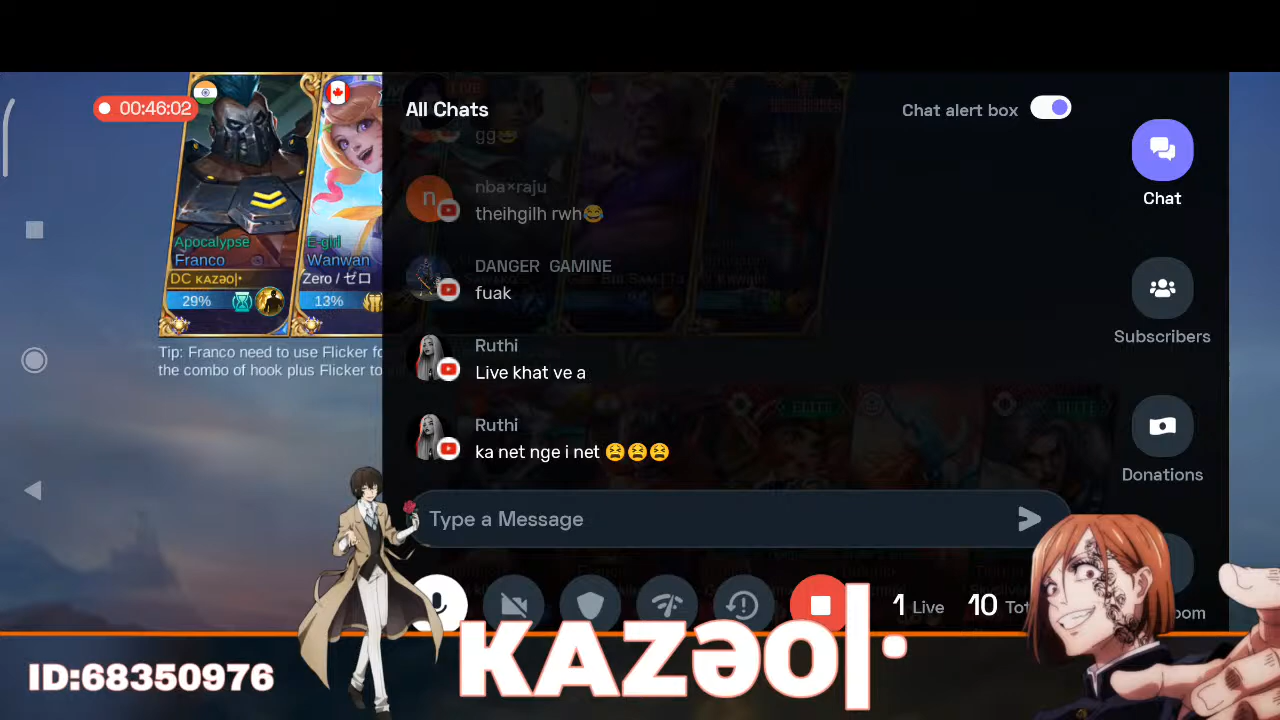 00:46:02
Apocalypse
Franco
DC ᴋᴀᴢəᴏ|•
29%
E-girl
Wanwan
Zero / ゼロ
13%
Tip: Franco need to use Flicker fo
the combo of hook plus Flicker to
All Chats
Chat alert box
gg😂
nba×raju
theihgilh rwh😂
DANGER GAMINE
fuak
Ruthi
Live khat ve a
Ruthi
ka net nge i net 😫😫😫
Type a Message
Chat
Subscribers
Donations
oom
1 Live
10 Tot
ID:68350976
KAZəO|•